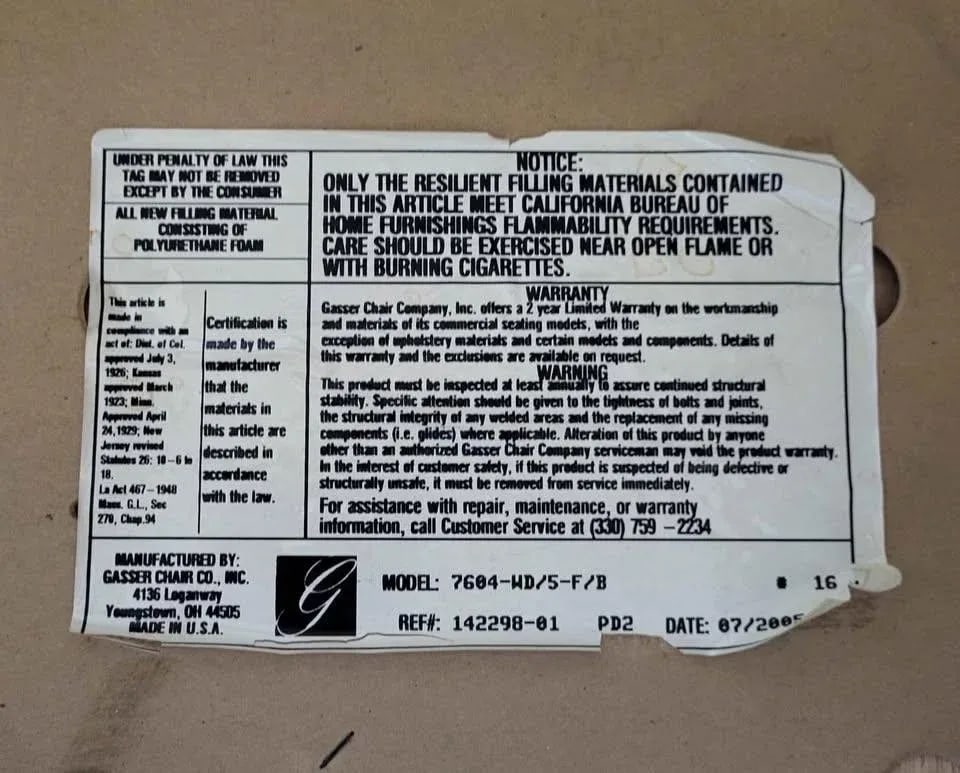 UNDER PENALTY OF LAW THIS
TAG MAY NOT BE REMOVED
EXCEPT BY THE CONSUMER
ALL NEW FILLING MATERIAL
CONSISTING OF
POLYURETHANE FOAM
NOTICE:
ONLY THE RESILIENT FILLING MATERIALS CONTAINED
IN THIS ARTICLE MEET CALIFORNIA BUREAU OF
HOME FURNISHINGS FLAMMABILITY REQUIREMENTS.
CARE SHOULD BE EXERCISED NEAR OPEN FLAME OR
WITH BURNING CIGARETTES.
This article is
made in
compliance with an
act of: Dist. of Col.
approved July 3,
1926; Kansas
approved March
1923; Minn.
Approved April
24, 1929; New
Jersey revised
Statutes 26: 10-6 to
18.
La Act 467-1948
Mass. G.L., Sec
270, Chap.94
Certification is
made by the
manufacturer
that the
materials in
this article are
described in
accordance
with the law.
WARRANTY
Gasser Chair Company, Inc. offers a 2 year Limited Warranty on the workmanship
and materials of its commercial seating models, with the
exception of upholstery materials and certain models and components. Details of
this warranty and the exclusions are available on request.
WARNING
This product must be inspected at least annually to assure continued structural
stability. Specific attention should be given to the tightness of bolts and joints,
the structural integrity of any welded areas and the replacement of any missing
components (i.e. glides) where applicable. Alteration of this product by anyone
other than an authorized Gasser Chair Company serviceman may void the product warranty.
In the interest of customer safety, if this product is suspected of being defective or
structurally unsafe, it must be removed from service immediately.
For assistance with repair, maintenance, or warranty
information, call Customer Service at (330) 759-2234
MANUFACTURED BY:
GASSER CHAIR CO., INC.
4136 Loganway
Youngstown, OH 44505
MADE IN U.S.A.
G
MODEL: 7604-WD/5-F/B # 16
REF#: 142298-01 PD2 DATE: 07/2005